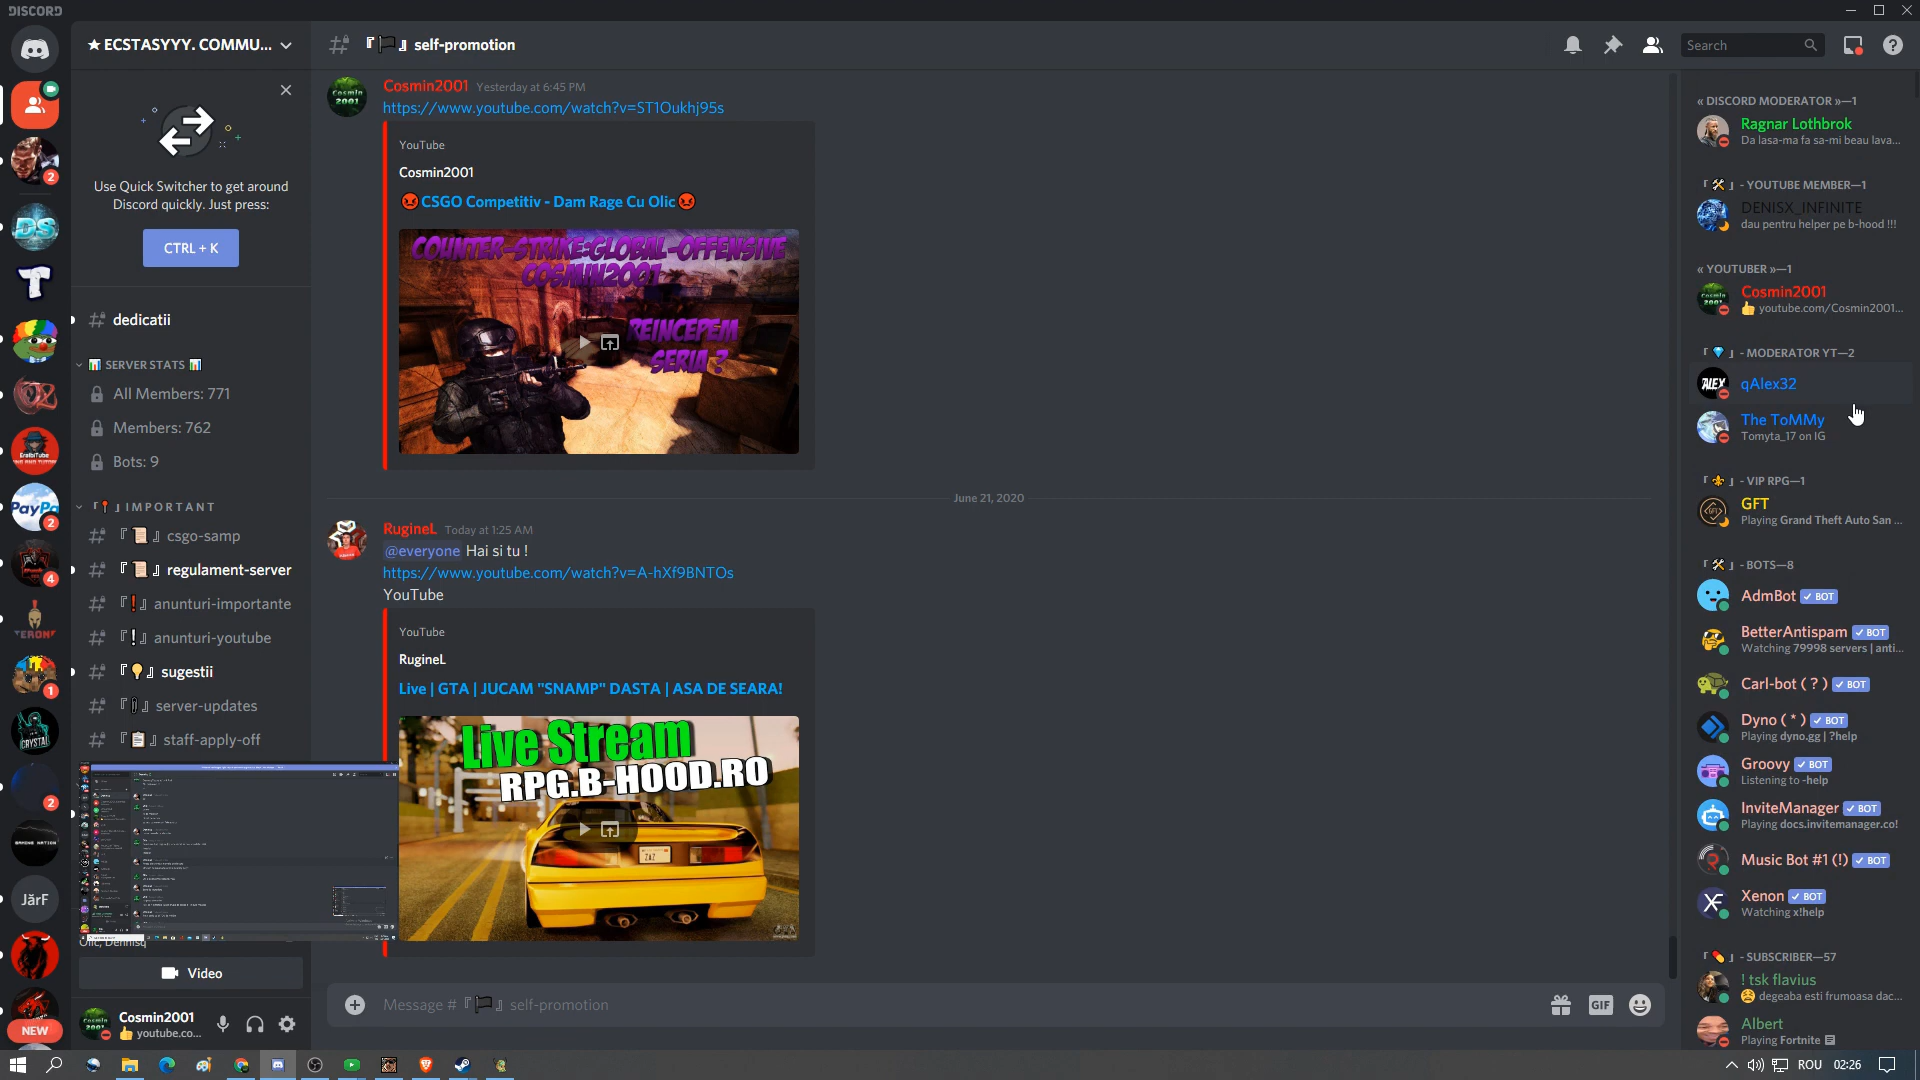 DISCORD
★ ECSTASYYY. COMMU...
『🏴』 self-promotion
Search
Use Quick Switcher to get around
Discord quickly. Just press:
CTRL + K
dedicatii
📊 SERVER STATS 📊
All Members: 771
Members: 762
Bots: 9
『📍』IMPORTANT
『📜』 csgo-samp
『📜』 regulament-server
『❗』 anunturi-importante
『❕』 anunturi-youtube
『💡』 sugestii
server-updates
『📋』 staff-apply-off
Video
Cosmin2001
👍 youtube.co...
2
2
4
1
2
JărF
NEW
Cosmin2001 Yesterday at 6:45 PM
https://www.youtube.com/watch?v=ST1Oukhj95s
YouTube
Cosmin2001
😡CSGO Competitiv - Dam Rage Cu Olic😡
COUNTER-STRIKE:GLOBAL-OFFENSIVE
COSMIN2001
REINCEPEM
SERIA ?
June 21, 2020
RugineL Today at 1:25 AM
@everyone Hai si tu !
https://www.youtube.com/watch?v=A-hXf9BNTOs
YouTube
YouTube
RugineL
Live | GTA | JUCAM "SNAMP" DASTA | ASA DE SEARA!
Live Stream
RPG.B-HOOD.RO
Message # 『🏴』 self-promotion
GIF
« DISCORD MODERATOR »—1
Ragnar Lothbrok
Da lasa-ma fa sa-mi beau lava...
『🛠』 - YOUTUBE MEMBER—1
DENISX_INFINITE
dau pentru helper pe b-hood !!!
« YOUTUBER »—1
Cosmin2001
👍 youtube.com/Cosmin2001...
『💎』 - MODERATOR YT—2
qAlex32
The ToMMy
Tomyta_17 on IG
『⚜』 - VIP RPG—1
GFT
Playing Grand Theft Auto San ...
『🛠』 - BOTS—8
AdmBot ✓ BOT
BetterAntispam ✓ BOT
Watching 79998 servers | anti...
Carl-bot ( ? ) ✓ BOT
Dyno ( * ) ✓ BOT
Playing dyno.gg | ?help
Groovy ✓ BOT
Listening to -help
InviteManager ✓ BOT
Playing docs.invitemanager.co!
Music Bot #1 (!) ✓ BOT
Xenon ✓ BOT
Watching x!help
『💊』 - SUBSCRIBER—57
! tsk flavius
degeaba esti frumoasa dac...
Albert
Playing Fortnite
ROU
02:26